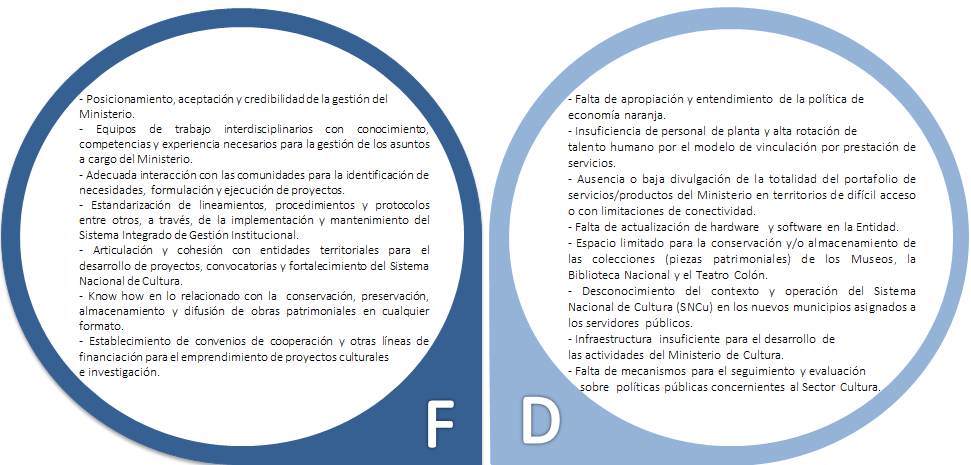 - Posicionamiento, aceptación y credibilidad de la gestión del
Ministerio.
- Equipos de trabajo interdisciplinarios con conocimiento,
competencias y experiencia necesarios para la gestión de los asuntos
a cargo del Ministerio.
- Adecuada interacción con las comunidades para la identificación de
necesidades, formulación y ejecución de proyectos.
- Estandarización de lineamientos, procedimientos y protocolos
entre otros, a través, de la implementación y mantenimiento del
Sistema Integrado de Gestión Institucional.
- Articulación y cohesión con entidades territoriales para el
desarrollo de proyectos, convocatorias y fortalecimiento del Sistema
Nacional de Cultura.
- Know how en lo relacionado con la conservación, preservación,
almacenamiento y difusión de obras patrimoniales en cualquier
formato.
- Establecimiento de convenios de cooperación y otras líneas de
financiación para el emprendimiento de proyectos culturales
e investigación.
F
- Falta de apropiación y entendimiento de la política de
economía naranja.
- Insuficiencia de personal de planta y alta rotación de
talento humano por el modelo de vinculación por prestación de
servicios.
- Ausencia o baja divulgación de la totalidad del portafolio de
servicios/productos del Ministerio en territorios de difícil acceso
o con limitaciones de conectividad.
- Falta de actualización de hardware y software en la Entidad.
- Espacio limitado para la conservación y/o almacenamiento de
las colecciones (piezas patrimoniales) de los Museos, la
Biblioteca Nacional y el Teatro Colón.
- Desconocimiento del contexto y operación del Sistema
Nacional de Cultura (SNCu) en los nuevos municipios asignados a
los servidores públicos.
- Infraestructura insuficiente para el desarrollo de
las actividades del Ministerio de Cultura.
- Falta de mecanismos para el seguimiento y evaluación
sobre políticas públicas concernientes al Sector Cultura.
D